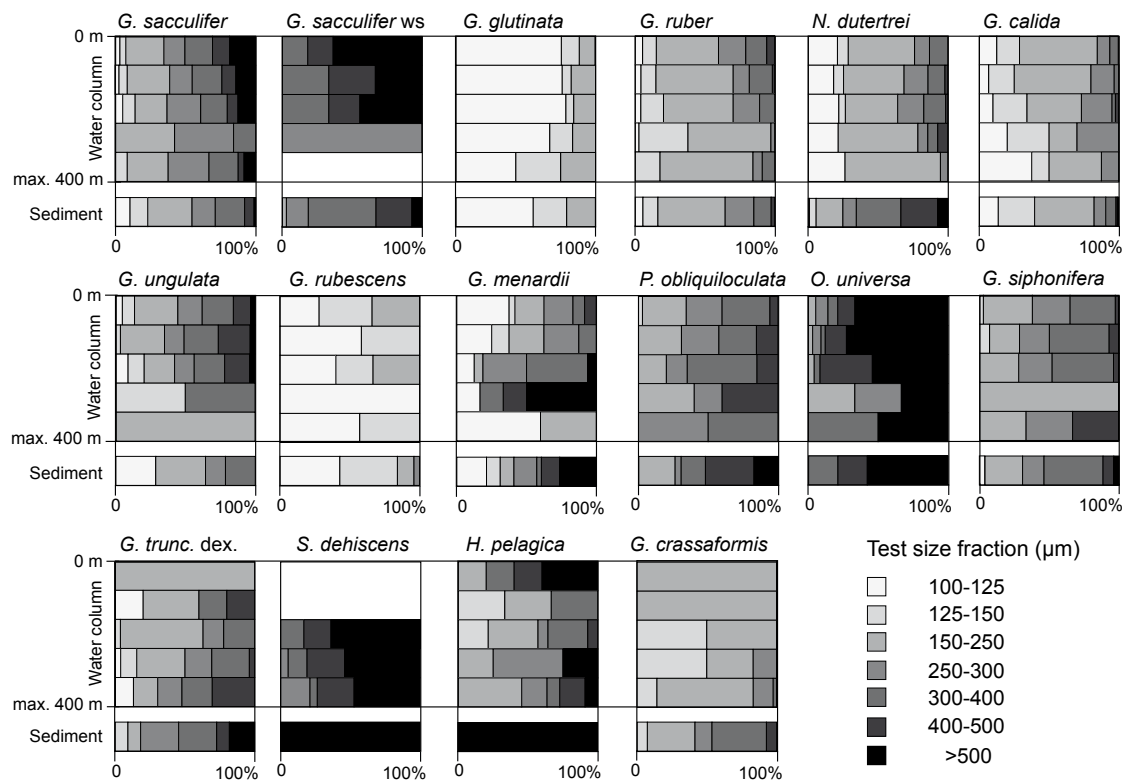 G. sacculifer G. sacculifer ws G. glutinata G. ruber N. dutertrei G. calida
0 m
Water column
max. 400 m
Sediment
0 100% 0 100% 0 100% 0 100% 0 100% 0 100%
G. ungulata G. rubescens G. menardii P. obliquiloculata O. universa G. siphonifera
0 m
Water column
max. 400 m
Sediment
0 100% 0 100% 0 100% 0 100% 0 100% 0 100%
G. trunc. dex. S. dehiscens H. pelagica G. crassaformis
0 m
Water column
max. 400 m
Sediment
0 100% 0 100% 0 100% 0 100%
Test size fraction (µm)
100-125
125-150
150-250
250-300
300-400
400-500
>500